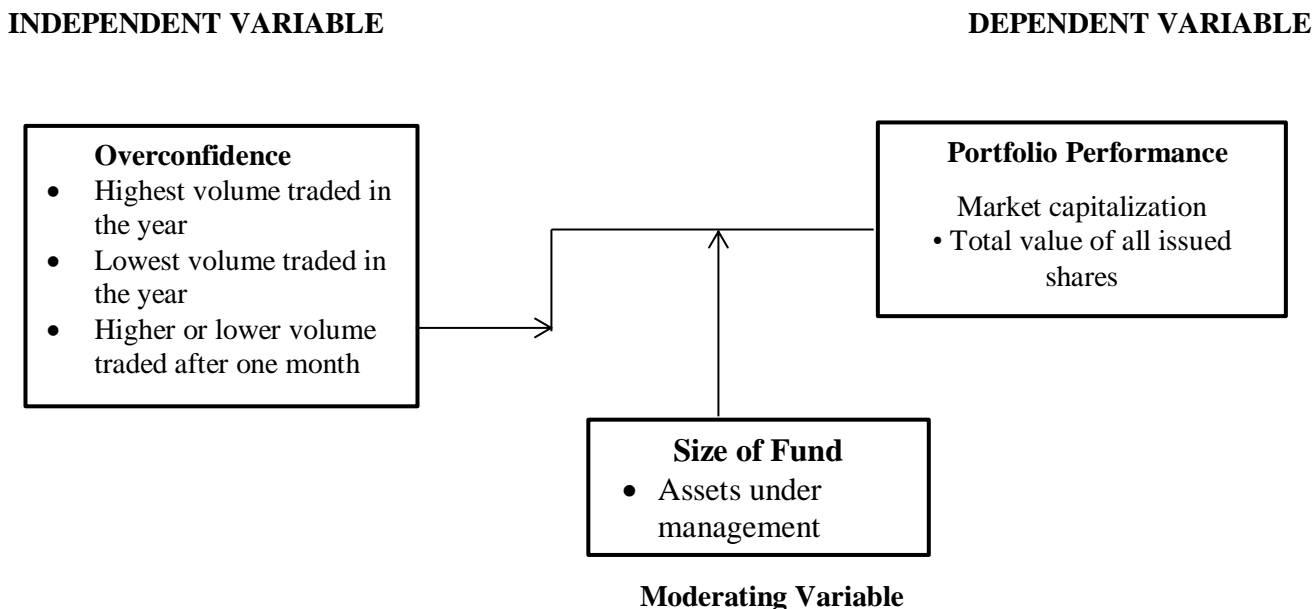 INDEPENDENT VARIABLE
DEPENDENT VARIABLE
Overconfidence
• Highest volume traded in
the year
• Lowest volume traded in
the year
• Higher or lower volume
traded after one month
Portfolio Performance
Market capitalization
• Total value of all issued
shares
Size of Fund
• Assets under
management
Moderating Variable